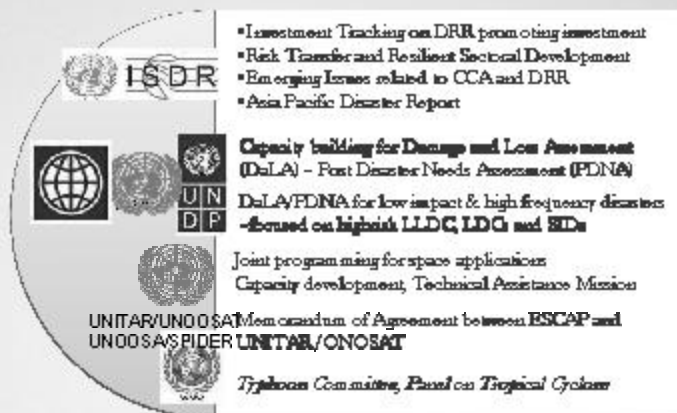 ISDR
▪Investment Tracking on DRR promoting investment
▪Risk Transfer and Resilient Sectoral Development
▪Emerging Issues related to CCA and DRR
▪Asia Pacific Disaster Report
UN
DP
Capacity building for Damage and Loss Assessment
(DaLA) – Post Disaster Needs Assessment (PDNA)
DaLA/PDNA for low impact & high frequency disasters
–focused on highrisk LLDC, LDCs and SIDs
Joint programming for space applications
Capacity development, Technical Assistance Mission
UNITAR/UNOOSAT
UNOOSA/SPIDER
Memorandum of Agreement between ESCAP and
UNITAR/ONOSAT
Typhoon Committee, Panel on Tropical Cyclone